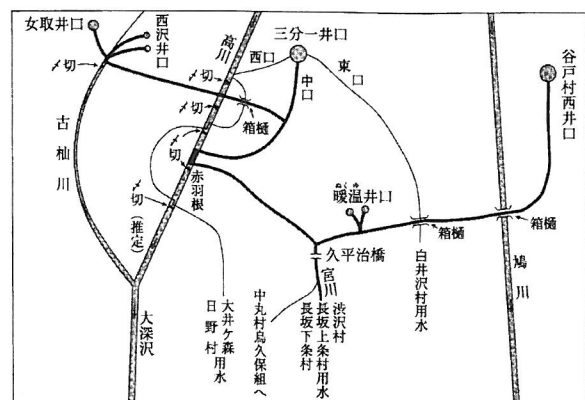 女取井口
西沢井口
高川
西口
三分一井口
東口
中口
谷戸村西井口
〆切
〆切
〆切
〆切
〆切(推定)
箱樋
古杣川
赤羽根
ぬくゆ
暖温井口
箱樋
箱樋
久平治橋
宮川
鳩川
大深沢
大井ケ森
日野村用水
中丸村烏久保組へ
渋沢村
長坂上条村用水
長坂下条村
白井沢村用水